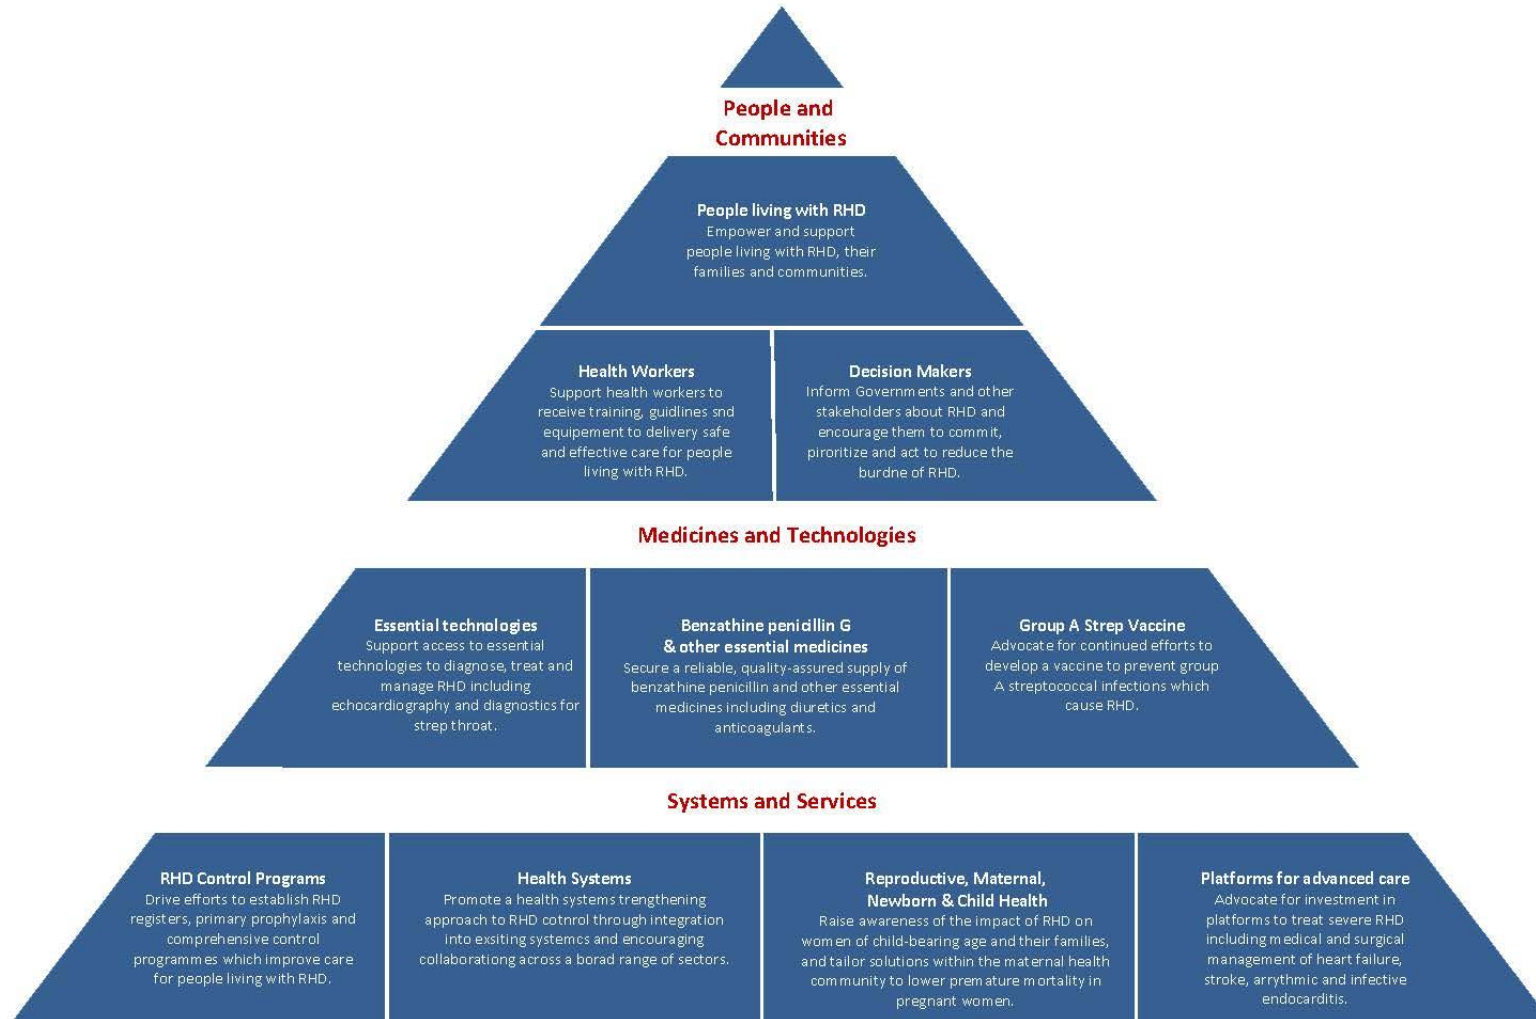 People and
Communities
People living with RHD
Empower and support
people living with RHD, their
families and communities.
Health Workers
Support health workers to
receive training, guidlines snd
equipement to delivery safe
and effective care for people
living with RHD.
Decision Makers
Inform Governments and other
stakeholders about RHD and
encourage them to commit,
piroritize and act to reduce the
burdne of RHD.
Medicines and Technologies
Essential technologies
Support access to essential
technologies to diagnose, treat and
manage RHD including
echocardiography and diagnostics for
strep throat.
Benzathine penicillin G
& other essential medicines
Secure a reliable, quality-assured supply of
benzathine penicillin and other essential
medicines including diuretics and
anticoagulants.
Group A Strep Vaccine
Advocate for continued efforts to
develop a vaccine to prevent group
A streptococcal infections which
cause RHD.
Systems and Services
RHD Control Programs
Drive efforts to establish RHD
registers, primary prophylaxis and
comprehensive control
programmes which improve care
for people living with RHD.
Health Systems
Promote a health systems trengthening
approach to RHD cotnrol through integration
into exsiting systemcs and encouraging
collaborationg across a borad range of sectors.
Reproductive, Maternal,
Newborn & Child Health
Raise awareness of the impact of RHD on
women of child-bearing age and their families,
and tailor solutions within the maternal health
community to lower premature mortality in
pregnant women.
Platforms for advanced care
Advocate for investment in
platforms to treat severe RHD
including medical and surgical
management of heart failure,
stroke, arrythmic and infective
endocarditis.